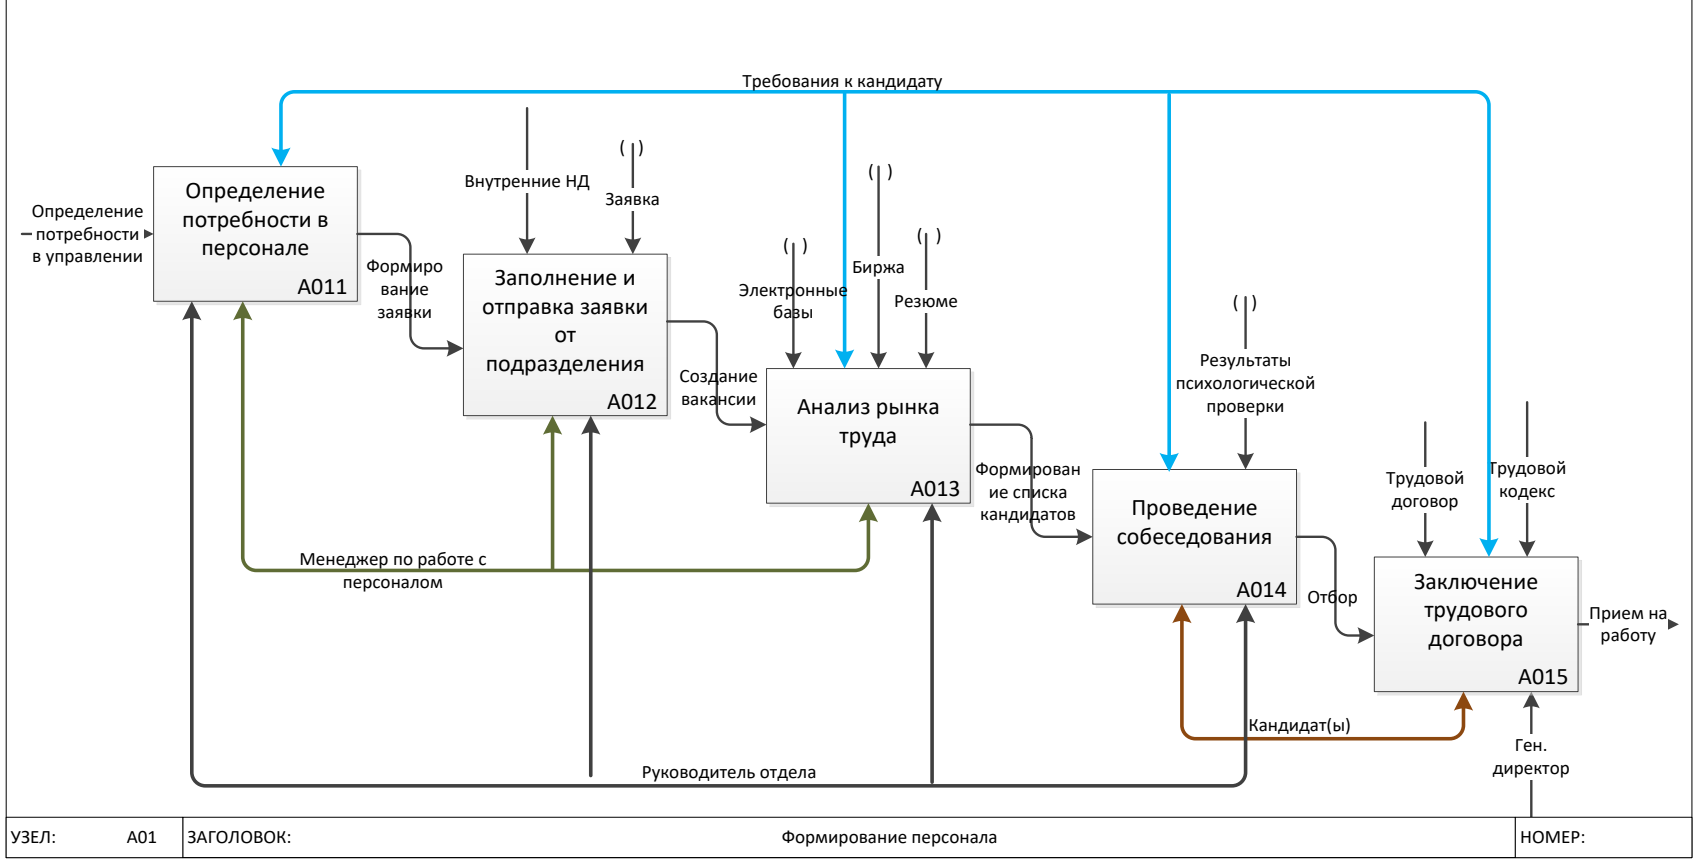 Требования к кандидату
Определение
потребности
в управлении
Определение
потребности в
персонале
A011
Формиро
вание
заявки
Внутренние НД
( )
Заявка
Заполнение и
отправка заявки
от
подразделения
A012
Создание
вакансии
( )
Электронные
базы
( )
Биржа
( )
Резюме
Анализ рынка
труда
A013
Формирован
ие списка
кандидатов
( )
Результаты
психологической
проверки
Проведение
собеседования
A014
Отбор
Трудовой
договор
Трудовой
кодекс
Заключение
трудового
договора
A015
Прием на
работу
Менеджер по работе с
персоналом
Кандидат(ы)
Руководитель отдела
Ген.
директор
УЗЕЛ: A01 ЗАГОЛОВОК: Формирование персонала НОМЕР: